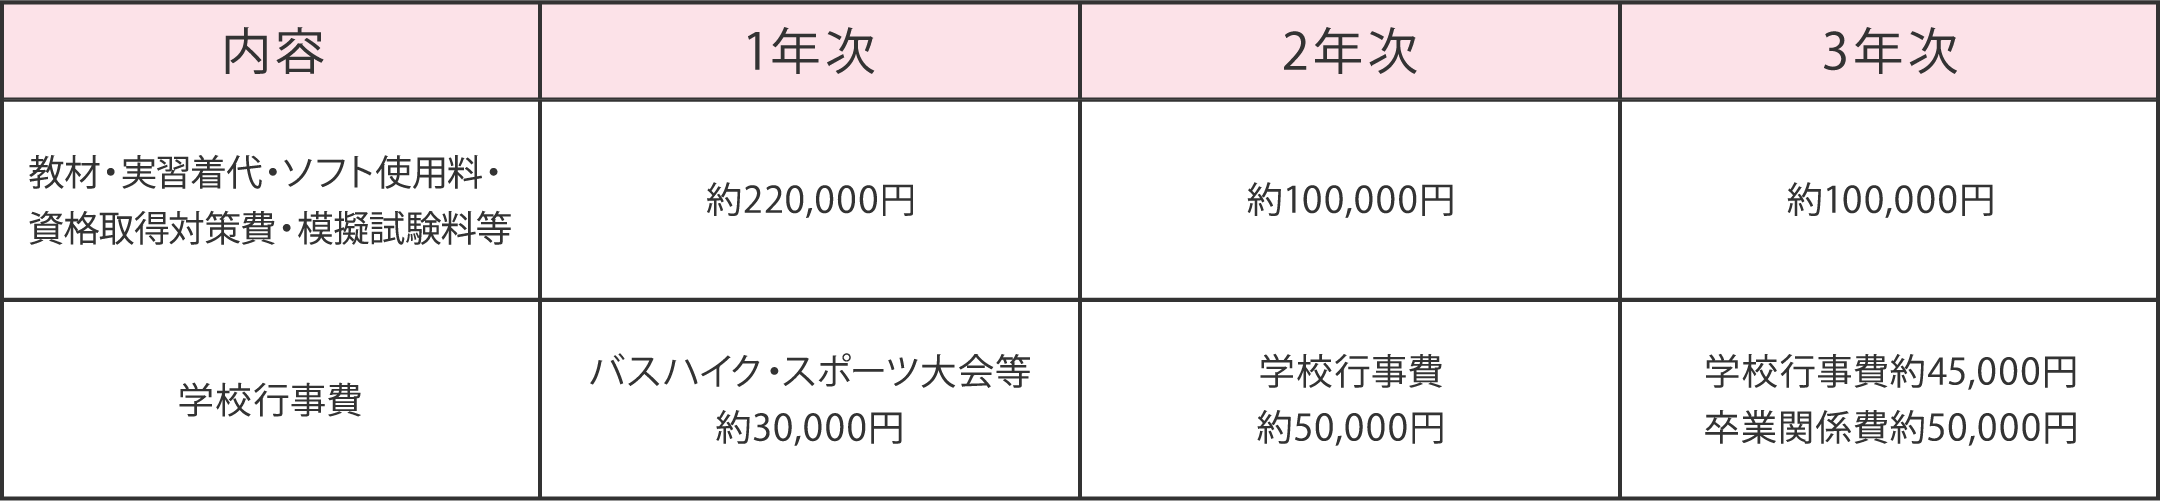 内容
1年次
2年次
3年次
教材・実習着代・ソフト使用料・
資格取得対策費・模擬試験料等
約220,000円
約100,000円
約100,000円
学校行事費
バスハイク・スポーツ大会等
約30,000円
学校行事費
約50,000円
学校行事費約45,000円
卒業関係費約50,000円